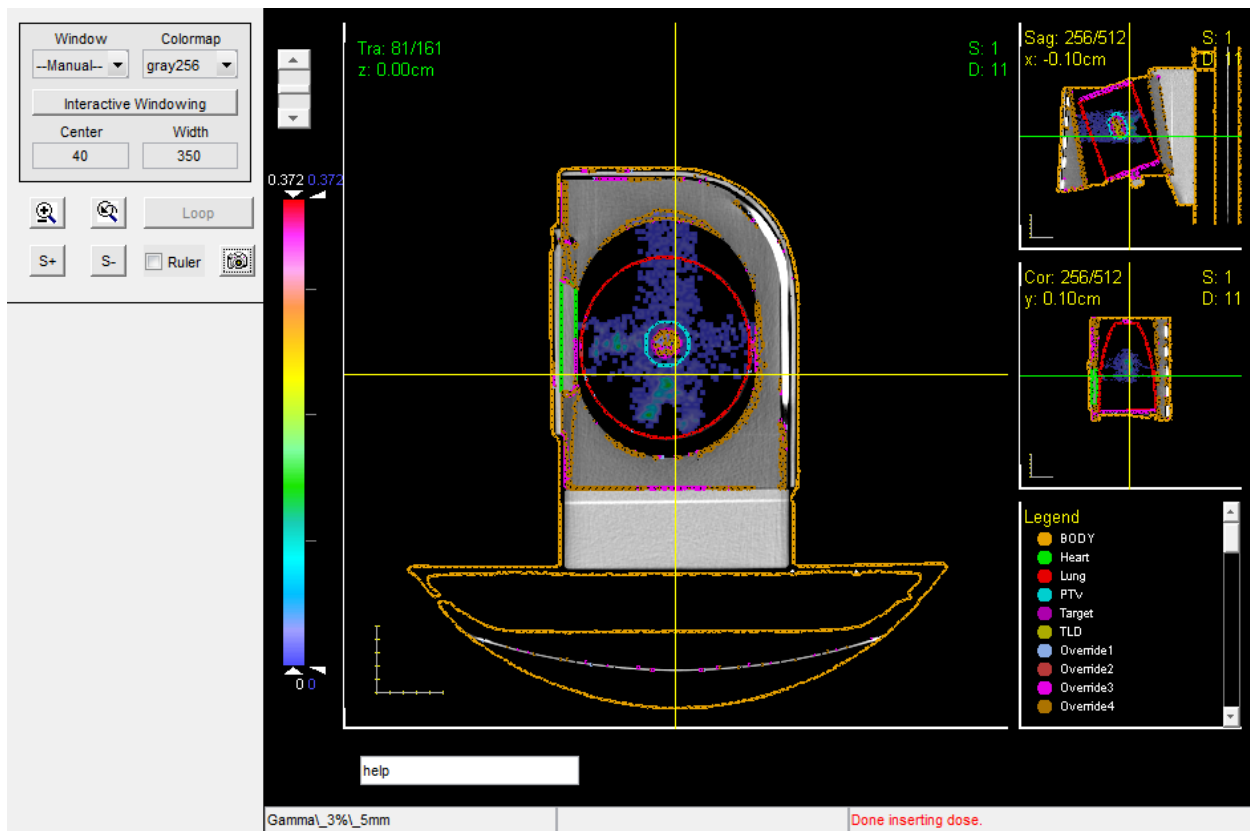 Window Colormap
--Manual-- gray256
Interactive Windowing
Center Width
40 350
Loop
S+ S- Ruler
0.372 0.372
0 0
Tra: 81/161
z: 0.00cm
S: 1
D: 11
Sag: 256/512 S: 1
x: -0.10cm D: 11
Cor: 256/512 S: 1
y: 0.10cm D: 11
Legend
BODY
Heart
Lung
PTv
Target
TLD
Override1
Override2
Override3
Override4
help
Gamma\_3%\_5mm Done inserting dose.